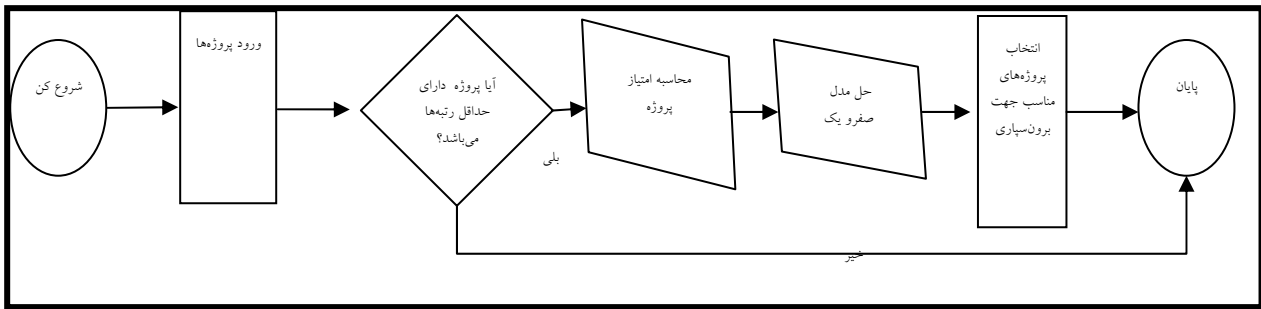 شروع کن
ورود پروژه‌ها
آیا پروژه دارای
حداقل رتبه‌ها
می‌باشد؟
بلی
محاسبه امتیاز
پروژه
حل مدل
صفرو یک
انتخاب
پروژه‌های
مناسب جهت
برون‌سپاری
پایان
خیر